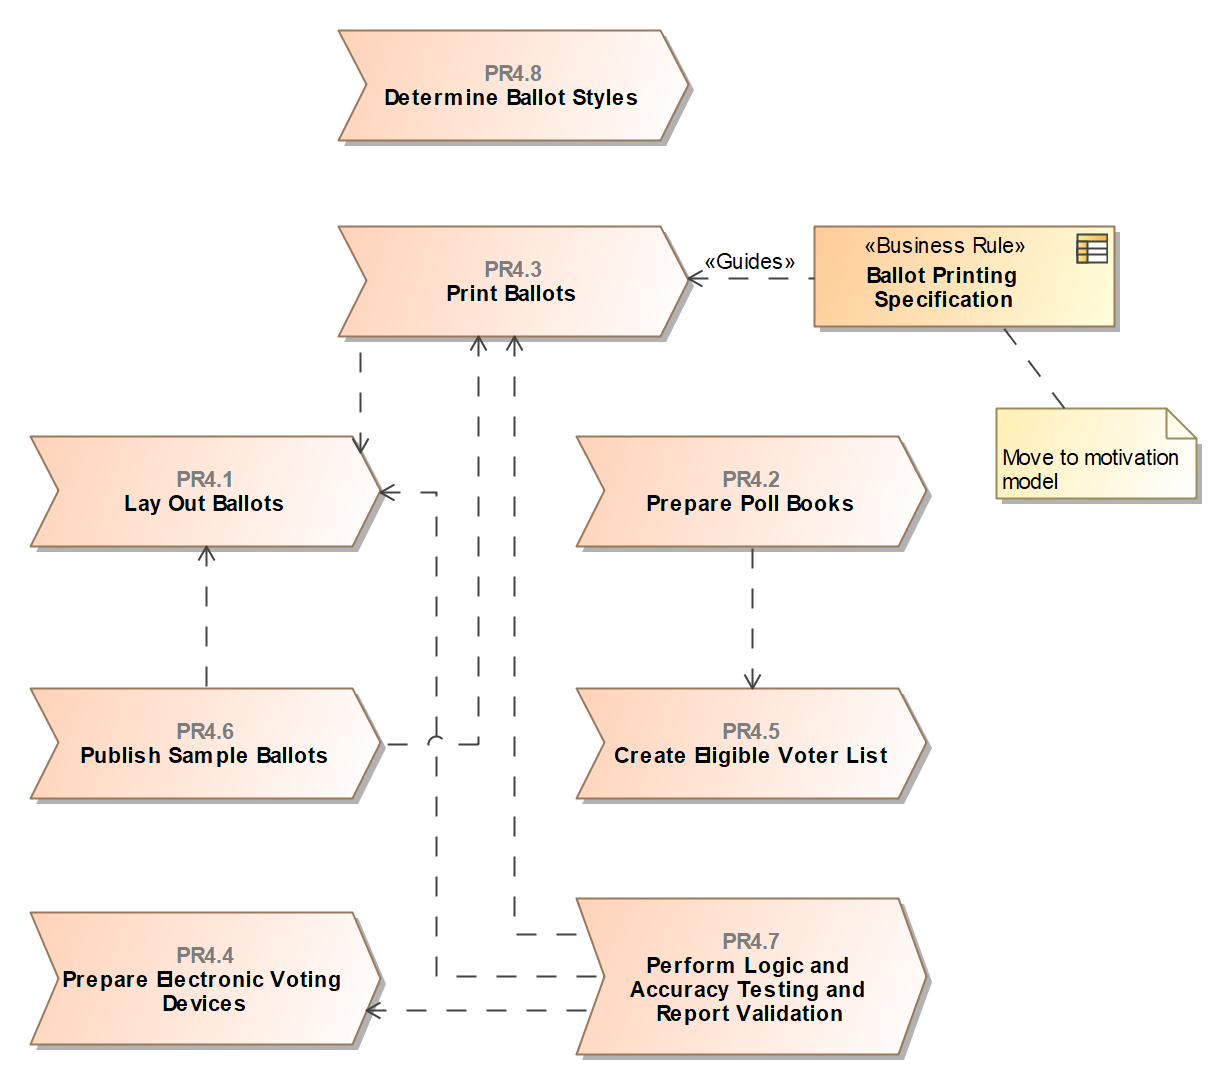 PR4.8
Determine Ballot Styles
PR4.3
Print Ballots
«Guides»
«Business Rule»
Ballot Printing
Specification
Move to motivation
model
PR4.1
Lay Out Ballots
PR4.2
Prepare Poll Books
PR4.6
Publish Sample Ballots
PR4.5
Create Eligible Voter List
PR4.4
Prepare Electronic Voting
Devices
PR4.7
Perform Logic and
Accuracy Testing and
Report Validation